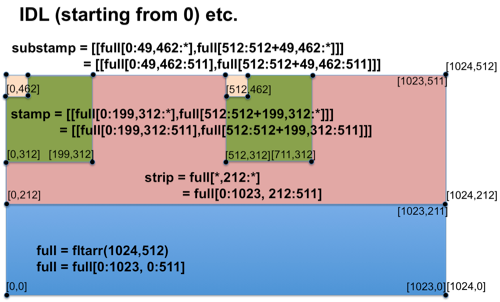 IDL (starting from 0) etc.
substamp = [[full[0:49,462:*],full[512:512+49,462:*]]]
= [[full[0:49,462:511],full[512:512+49,462:511]]]
[1024,512]
[1023,511]
[0,462]
[512,462]
stamp = [[full[0:199,312:*],full[512:512+199,312:*]]]
= [[full[0:199,312:511],full[512:512+199,312:511]]]
[0,312] [199,312]
[512,312] [711,312]
strip = full[*,212:*]
= full[0:1023, 212:511]
[0,212]
[1024,212]
[1023,211]
full = fltarr(1024,512)
full = full[0:1023, 0:511]
[0,0]
[1023,0] [1024,0]